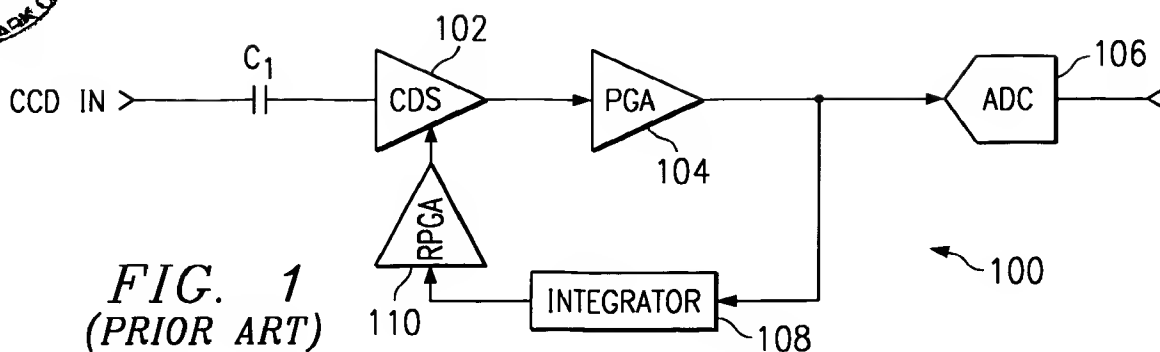 102
C1
106
CCD IN
CDS
PGA
ADC
104
RPGA
100
FIG. 1
(PRIOR ART)
110
INTEGRATOR
108